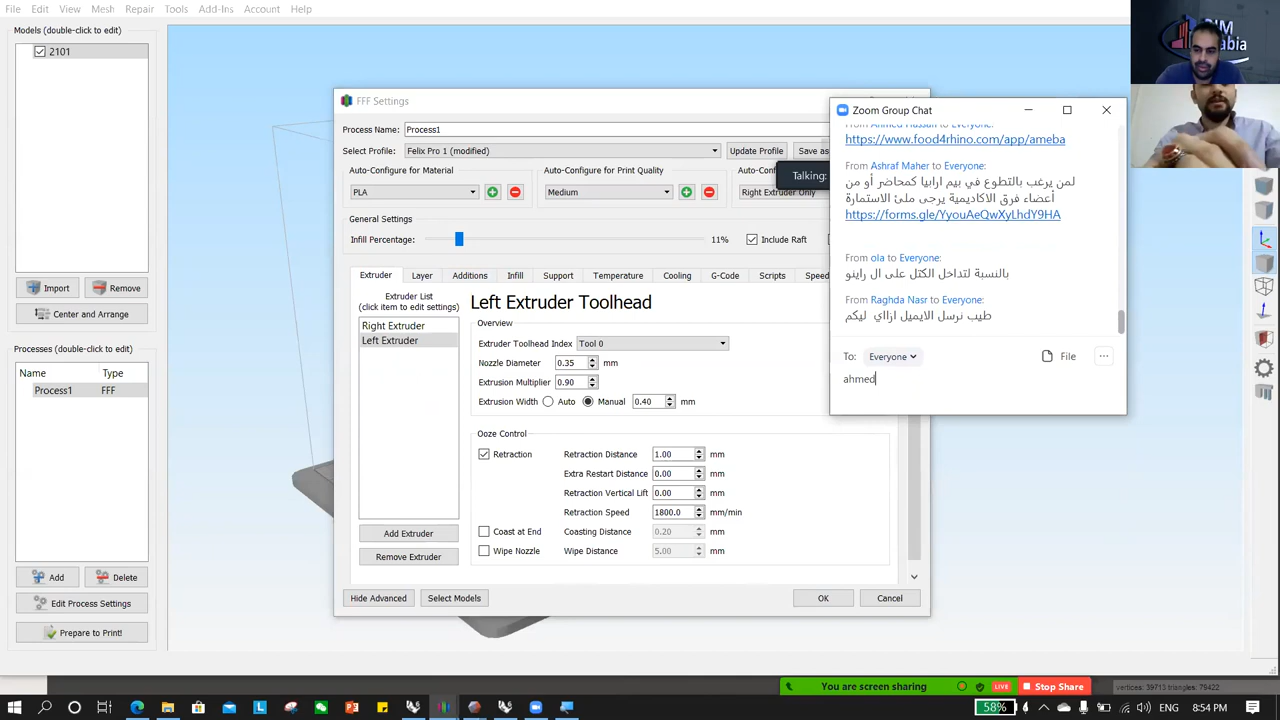 File Edit View Mesh Repair Tools Add-Ins Account Help
Models (double-click to edit)
2101
Import Remove
Center and Arrange
Processes (double-click to edit)
Name Type
Process1 FFF
Add Delete
Edit Process Settings
Prepare to Print!
FFF Settings
Process Name: Process1
Select Profile: Felix Pro 1 (modified) Update Profile Save as
Auto-Configure for Material
PLA
Auto-Configure for Print Quality
Medium
Right Extruder Only
General Settings
Infill Percentage: 11% Include Raft
Extruder Layer Additions Infill Support Temperature Cooling G-Code Scripts Speed
Extruder List
(click item to edit settings)
Right Extruder
Left Extruder
Add Extruder
Remove Extruder
Left Extruder Toolhead
Overview
Extruder Toolhead Index Tool 0
Nozzle Diameter 0.35 mm
Extrusion Multiplier 0.90
Extrusion Width Auto Manual 0.40 mm
Ooze Control
Retraction Retraction Distance 1.00 mm
Extra Restart Distance 0.00 mm
Retraction Vertical Lift 0.00 mm
Retraction Speed 1800.0 mm/min
Coast at End Coasting Distance 0.20 mm
Wipe Nozzle Wipe Distance 5.00 mm
Hide Advanced Select Models OK Cancel
Talking:
Zoom Group Chat
https://www.food4rhino.com/app/ameba
From Ashraf Maher to Everyone:
لمن يرغب بالتطوع في بيم ارابيا كمحاضر أو من
أعضاء فرق الاكاديمية يرجى ملئ الاستمارة
https://forms.gle/YyouAeQwXyLhdY9HA
From ola to Everyone:
بالنسبة لتداخل الكتل على ال راينو
From Raghda Nasr to Everyone:
طيب نرسل الايميل ازااي ليكم
To: Everyone File
ahmed
You are screen sharing LIVE Stop Share
vertices: 39713 triangles: 79422
58% ENG 8:54 PM